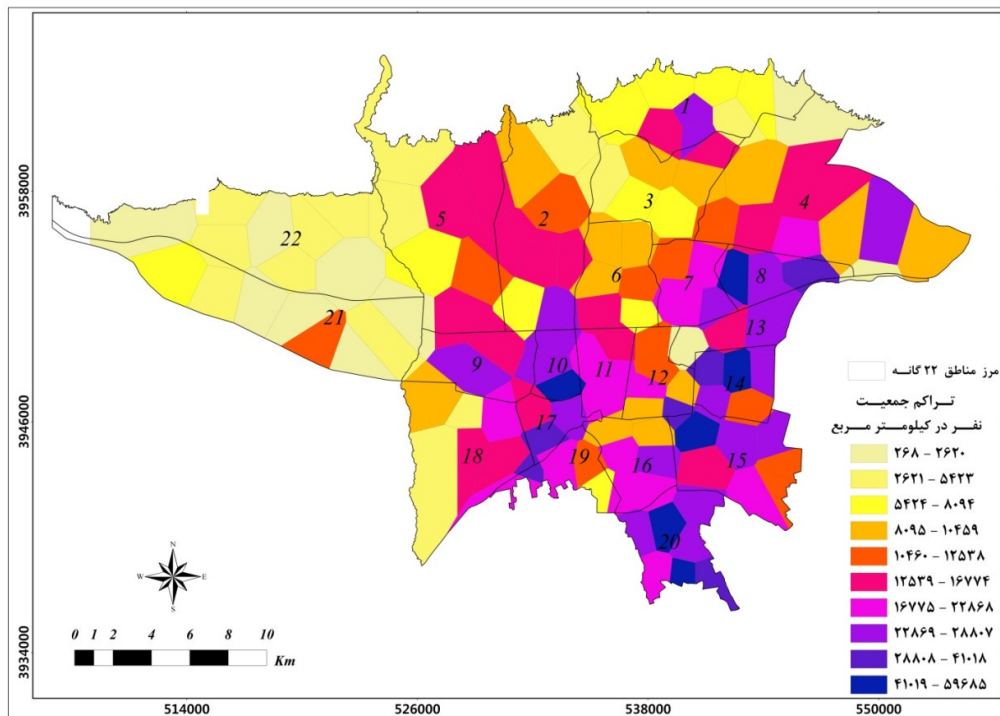 3958000
3946000
3934000
514000
526000
538000
550000
1
2
3
4
5
6
7
8
9
10
11
12
13
14
15
16
17
18
19
20
21
22
N
W E
S
0 1 2 4 6 8 10
Km
مرز مناطق ۲۲ گانه
تراکم جمعیت
نفر در کیلومتر مربع
۲۶۸ - ۲۶۲۰
۲۶۲۱ - ۵۴۲۳
۵۴۲۴ - ۸۰۹۴
۸۰۹۵ - ۱۰۴۵۹
۱۰۴۶۰ - ۱۲۵۳۸
۱۲۵۳۹ - ۱۶۷۷۴
۱۶۷۷۵ - ۲۲۸۶۸
۲۲۸۶۹ - ۲۸۸۰۷
۲۸۸۰۸ - ۴۱۰۱۸
۴۱۰۱۹ - ۵۹۶۸۵